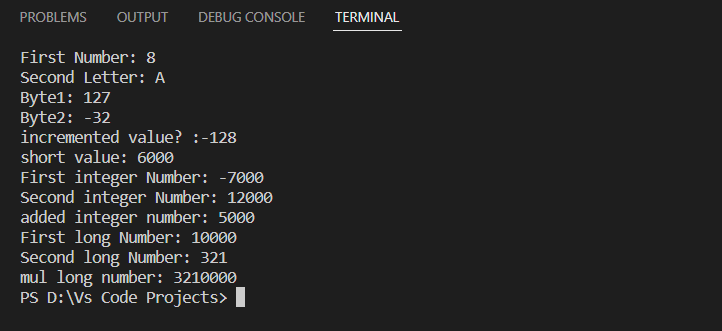 PROBLEMS OUTPUT DEBUG CONSOLE TERMINAL
First Number: 8
Second Letter: A
Byte1: 127
Byte2: -32
incremented value? :-128
short value: 6000
First integer Number: -7000
Second integer Number: 12000
added integer number: 5000
First long Number: 10000
Second long Number: 321
mul long number: 3210000
PS D:\Vs Code Projects>